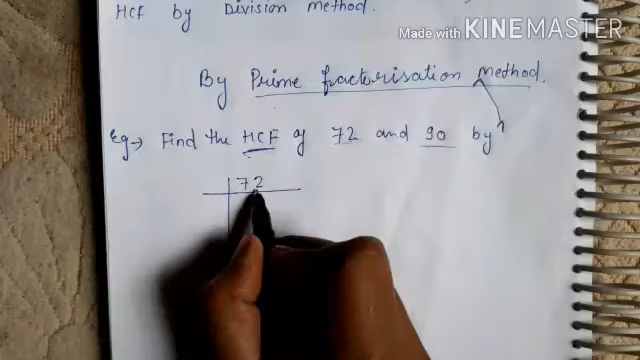 HCF by Division method.
Made with KINEMASTER
By Prime factorisation Method.
eg → Find the HCF of 72 and 90 by
72